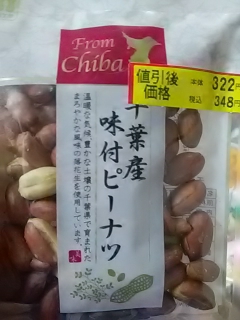 From
Chiba
値引後
価格
本体 322円
税込 348円
千葉産
味付ピーナツ
温暖な気候、豊かな土壌の千葉県で育まれた
まろやかな風味の落花生を使用しています。